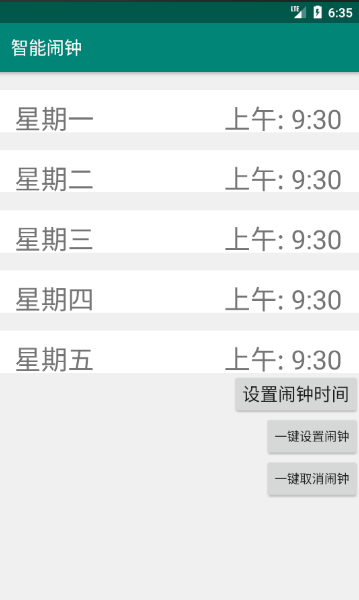 LTE 6:35
智能闹钟
星期一 上午: 9:30
星期二 上午: 9:30
星期三 上午: 9:30
星期四 上午: 9:30
星期五 上午: 9:30
设置闹钟时间
一键设置闹钟
一键取消闹钟